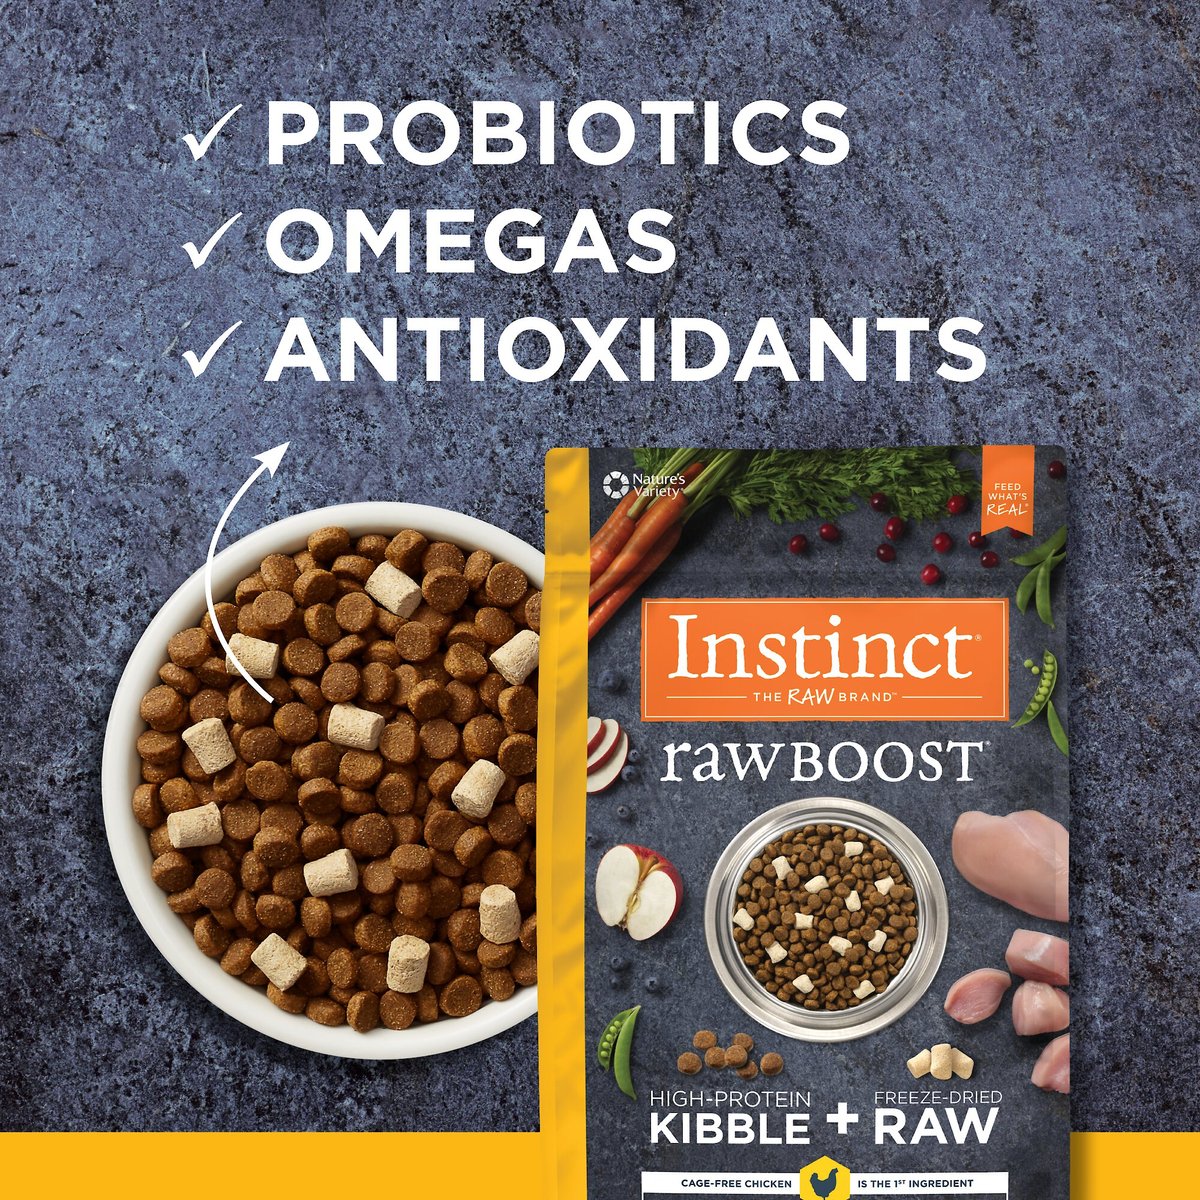 ✓ PROBIOTICS
✓ OMEGAS
✓ ANTIOXIDANTS
Nature's
Variety
FEED
WHAT'S
REAL®
Instinct®
THE RAW BRAND™
rawBOOST®
HIGH-PROTEIN
KIBBLE
+
FREEZE-DRIED
RAW
CAGE-FREE CHICKEN IS THE 1ST INGREDIENT